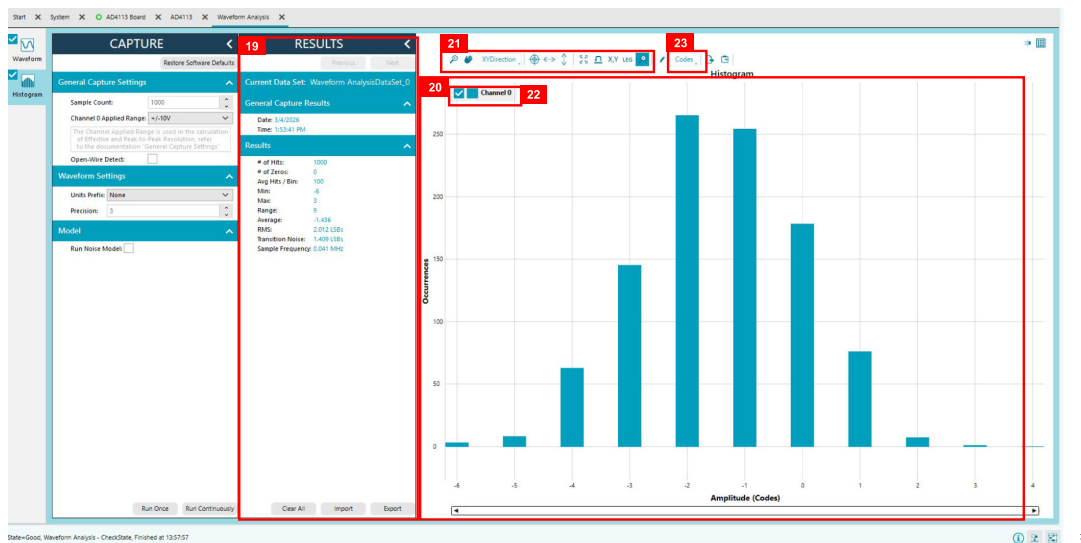 Start X System X AD4113 Board X AD4113 X Waveform Analysis X
Waveform
Histogram
CAPTURE <
Restore Software Defaults
General Capture Settings
Sample Count: 1000
Channel 0 Applied Range: +/-10V
The Channel Applied Range is used in the calculation
of Effective and Peak-to-Peak Resolution, refer
to the documentation 'General Capture Settings'
Open-Wire Detect:
Waveform Settings
Units Prefix: None
Precision: 3
Model
Run Noise Model:
Run Once Run Continuously
19 RESULTS <
Previous Next
Current Data Set: Waveform AnalysisDataSet_0
General Capture Results
Date: 3/4/2026
Time: 1:53:41 PM
Results
# of Hits: 1000
# of Zeros: 0
Avg Hits / Bin: 100
Min: -6
Max: 3
Range: 9
Average: -1.436
RMS: 2.012 LSBs
Transition Noise: 1.409 LSBs
Sample Frequency: 0.041 MHz
Clear All Import Export
21 23
XYDirection X,Y LEG Codes
Histogram
20 Channel 0 22
250
200
150
100
50
0
Occurrences
-6 -5 -4 -3 -2 -1 0 1 2 3 4
Amplitude (Codes)
State=Good, Waveform Analysis - CheckState, Finished at 13:57:57